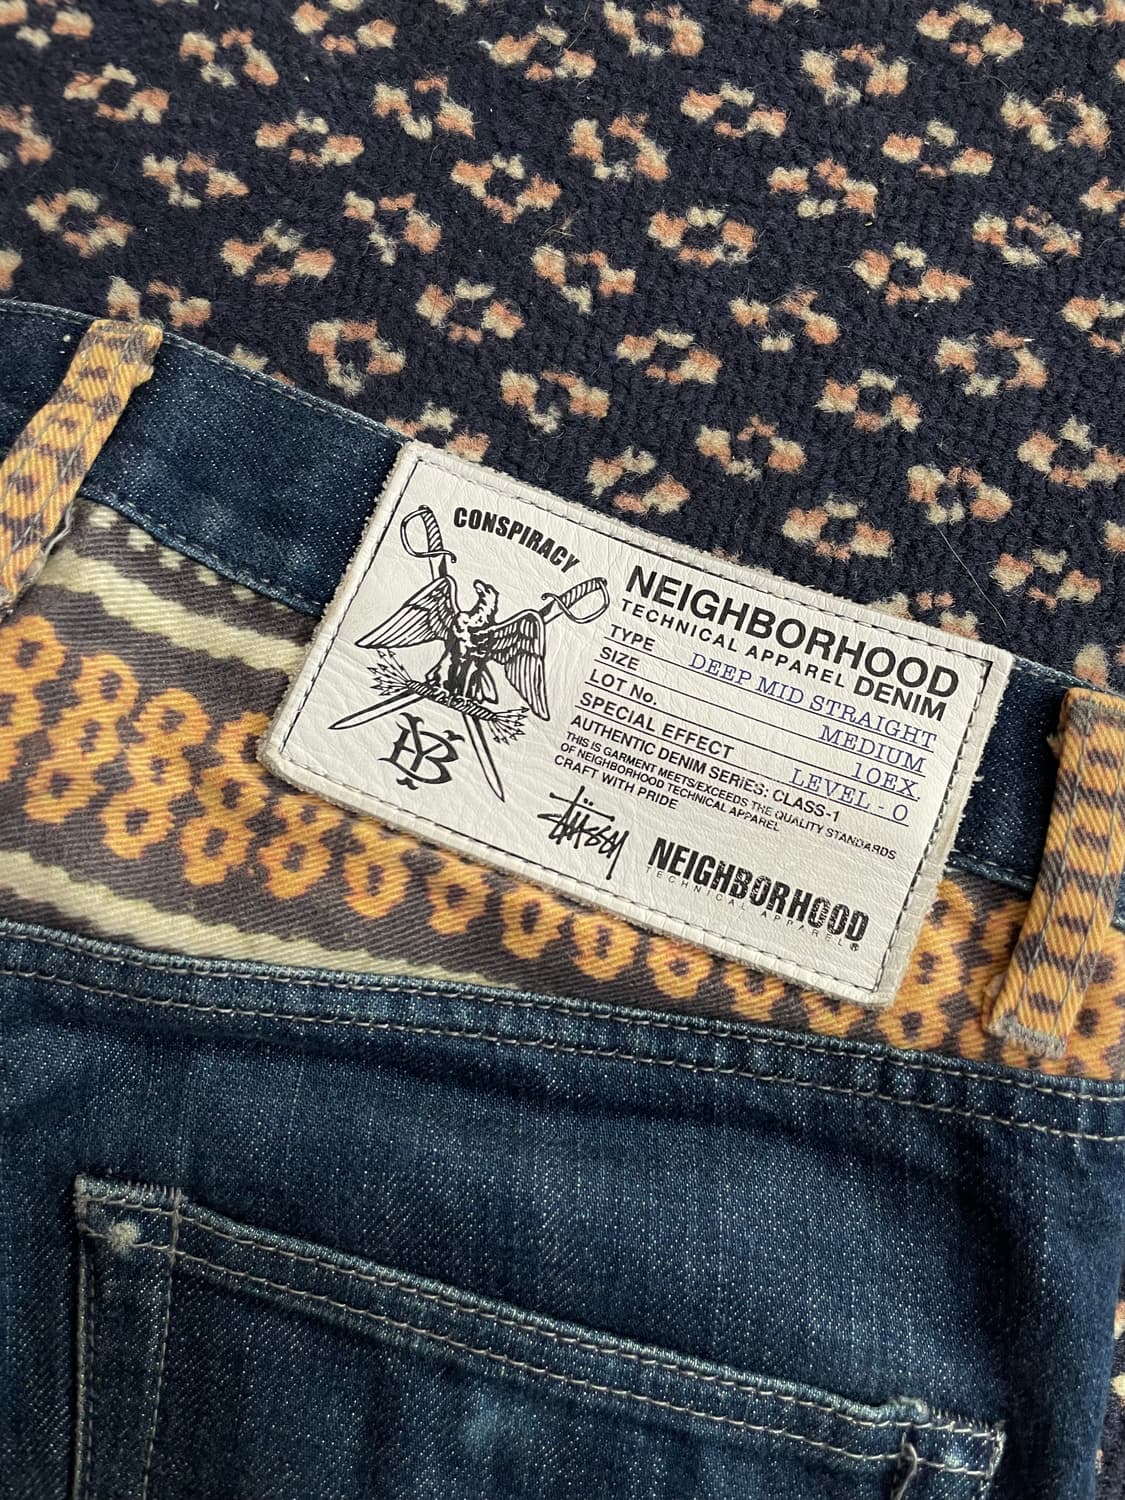 CONSPIRACY
NEIGHBORHOOD
TECHNICAL APPAREL DENIM
TYPE DEEP MID STRAIGHT
SIZE MEDIUM
LOT No. 10EX.
SPECIAL EFFECT LEVEL-0
AUTHENTIC DENIM SERIES: CLASS-1
THIS IS GARMENT MEETS/EXCEEDS THE QUALITY STANDARDS
OF NEIGHBORHOOD TECHNICAL APPAREL
CRAFT WITH PRIDE
Stüssy
NEIGHBORHOOD
TECHNICAL APPAREL®